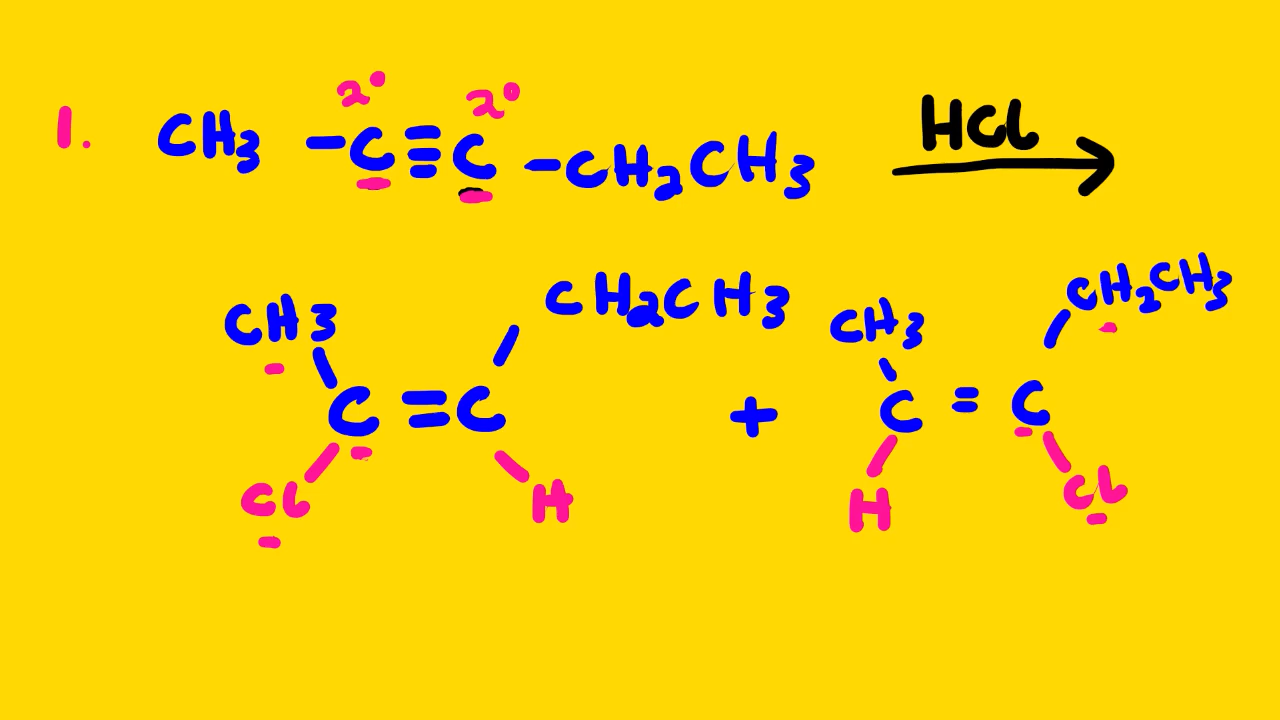 2° 2°
1. CH3 -C≡C-CH2CH3 HCl
CH3 CH2CH3 CH3 CH2CH3
C=C + C=C
Cl H H Cl